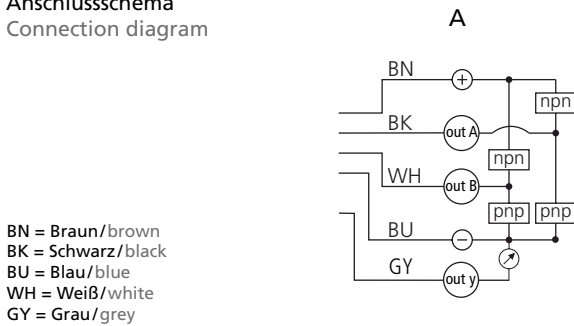 Anschlussschema
Connection diagram
A
BN
+
npn
BK
out A
npn
WH
out B
pnp
pnp
BU
−
GY
out y
BN = Braun/brown
BK = Schwarz/black
BU = Blau/blue
WH = Weiß/white
GY = Grau/grey